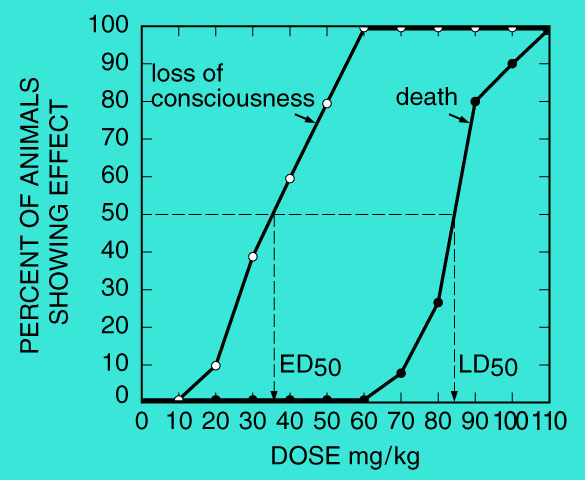 100
90
80
70
60
50
40
30
20
10
0
PERCENT OF ANIMALS
SHOWING EFFECT
loss of
consciousness
death
ED50
LD50
0 10 20 30 40 50 60 70 80 90 100 110
DOSE mg/kg